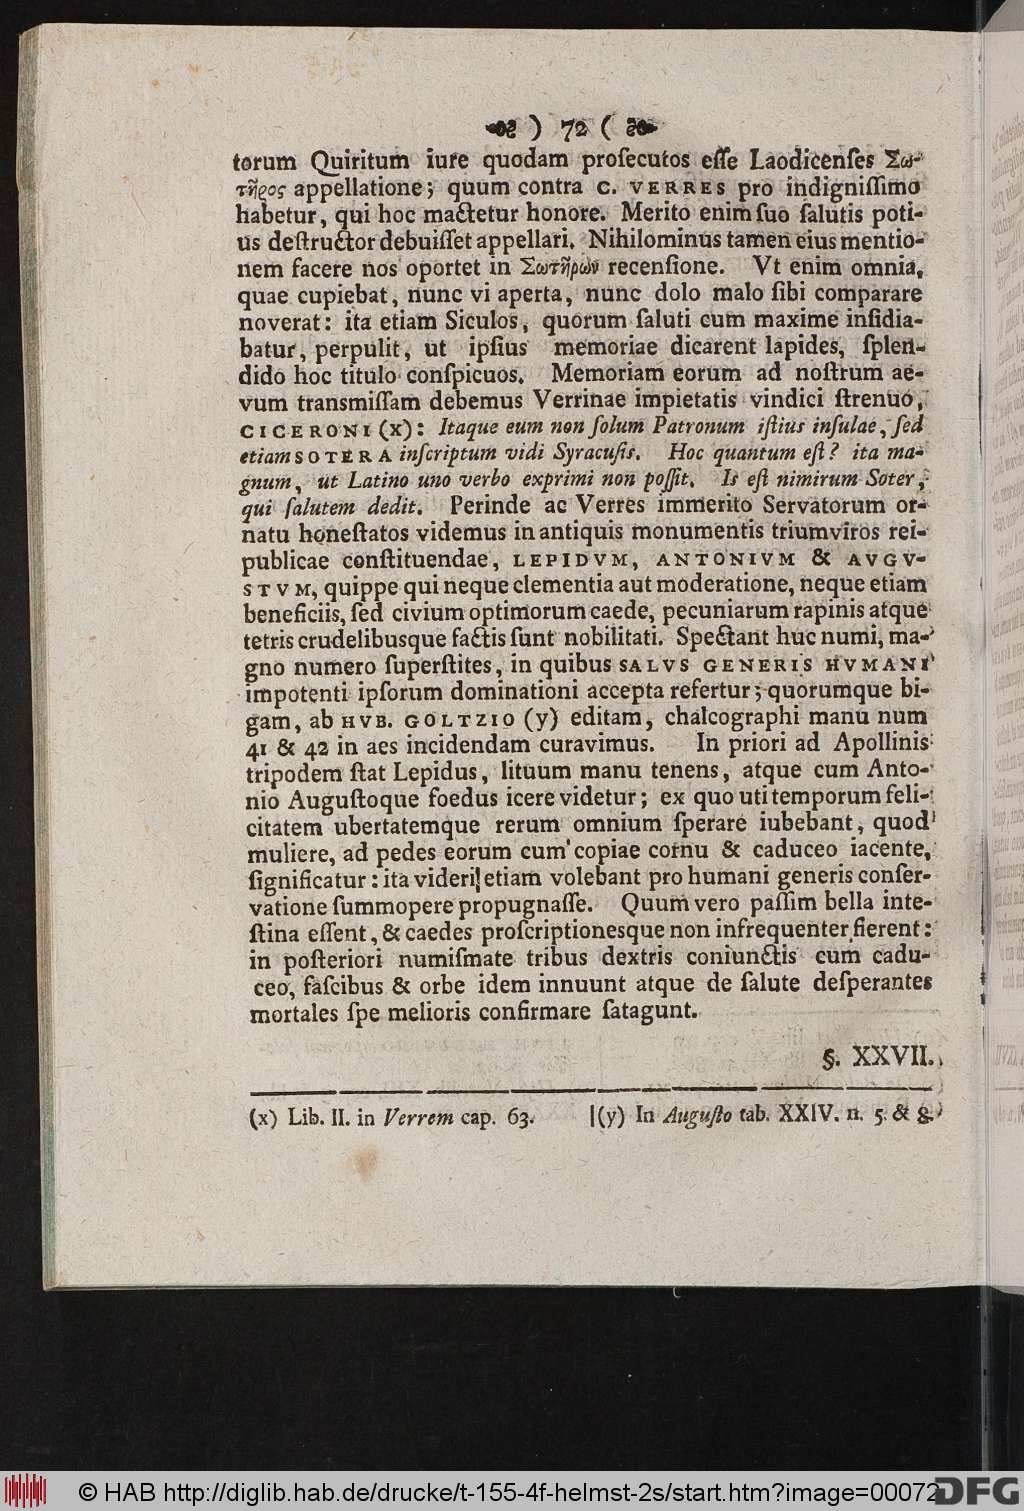 ) 72 (
torum Quiritum iure quodam proſecutos eſſe Laodicenſes Σω-
τῆρος appellatione; quum contra C. VERRES pro indigniſſimo
habetur, qui hoc mactetur honore. Merito enim ſuo ſalutis poti-
us deſtructor debuiſſet appellari. Nihilominus tamen eius mentio-
nem facere nos oportet in Σωτῆρων recenſione. Vt enim omnia,
quae cupiebat, nunc vi aperta, nunc dolo malo ſibi comparare
noverat: ita etiam Siculos, quorum ſaluti cum maxime inſidia-
batur, perpulit, ut ipſius memoriae dicarent lapides, ſplen-
dido hoc titulo conſpicuos. Memoriam eorum ad noſtrum ae-
vum transmiſſam debemus Verrinae impietatis vindici ſtrenuo,
CICERONI (x): Itaque eum non ſolum Patronum iſtius inſulae, ſed
etiam SOTERA inſcriptum vidi Syracuſis. Hoc quantum eſt? ita ma-
gnum, ut Latino uno verbo exprimi non poſſit. Is eſt nimirum Soter,
qui ſalutem dedit. Perinde ac Verres immerito Servatorum or-
natu honeſtatos videmus in antiquis monumentis triumviros rei-
publicae conſtituendae, LEPIDVM, ANTONIVM & AVGV-
STVM, quippe qui neque clementia aut moderatione, neque etiam
beneficiis, ſed civium optimorum caede, pecuniarum rapinis atque
tetris crudelibusque factis ſunt nobilitati. Spectant huc numi, ma-
gno numero ſuperſtites, in quibus SALVS GENERIS HVMANI
impotenti ipſorum dominationi accepta refertur; quorumque bi-
gam, ab HVB. GOLTZIO (y) editam, chalcographi manu num
41 & 42 in aes incidendam curavimus. In priori ad Apollinis
tripodem ſtat Lepidus, lituum manu tenens, atque cum Anto-
nio Auguſtoque foedus icere videtur; ex quo uti temporum feli-
citatem ubertatemque rerum omnium ſperare iubebant, quod
muliere, ad pedes eorum cum copiae cornu & caduceo iacente,
ſignificatur: ita videri etiam volebant pro humani generis conſer-
vatione ſummopere propugnaſſe. Quum vero paſſim bella inte-
ſtina eſſent, & caedes proſcriptionesque non infrequenter fierent:
in poſteriori numiſmate tribus dextris coniunctis cum cadu-
ceo, faſcibus & orbe idem innuunt atque de ſalute deſperantes
mortales ſpe melioris confirmare ſatagunt.
§. XXVII.
(x) Lib. II. in Verrem cap. 63. |(y) In Auguſto tab. XXIV. n. 5. & 8.
© HAB http://diglib.hab.de/drucke/t-155-4f-helmst-2s/start.htm?image=00072
DFG